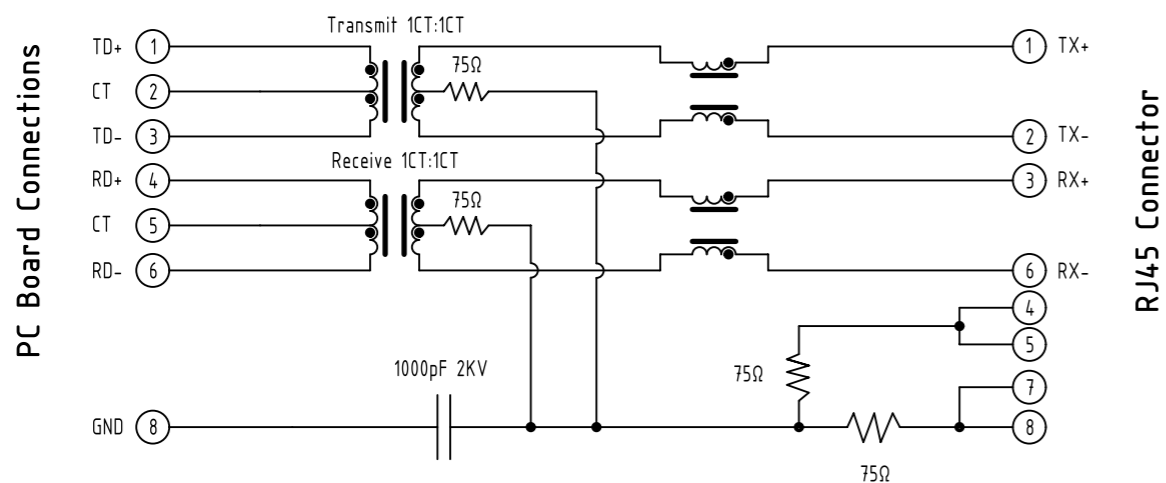 Transmit 1CT:1CT
TD+ 1
75Ω
1 TX+
CT 2
TD- 3
2 TX-
Receive 1CT:1CT
RD+ 4
75Ω
3 RX+
CT 5
RD- 6
6 RX-
4
5
1000pF 2KV
75Ω
7
GND 8
8
75Ω
PC Board Connections
RJ45 Connector